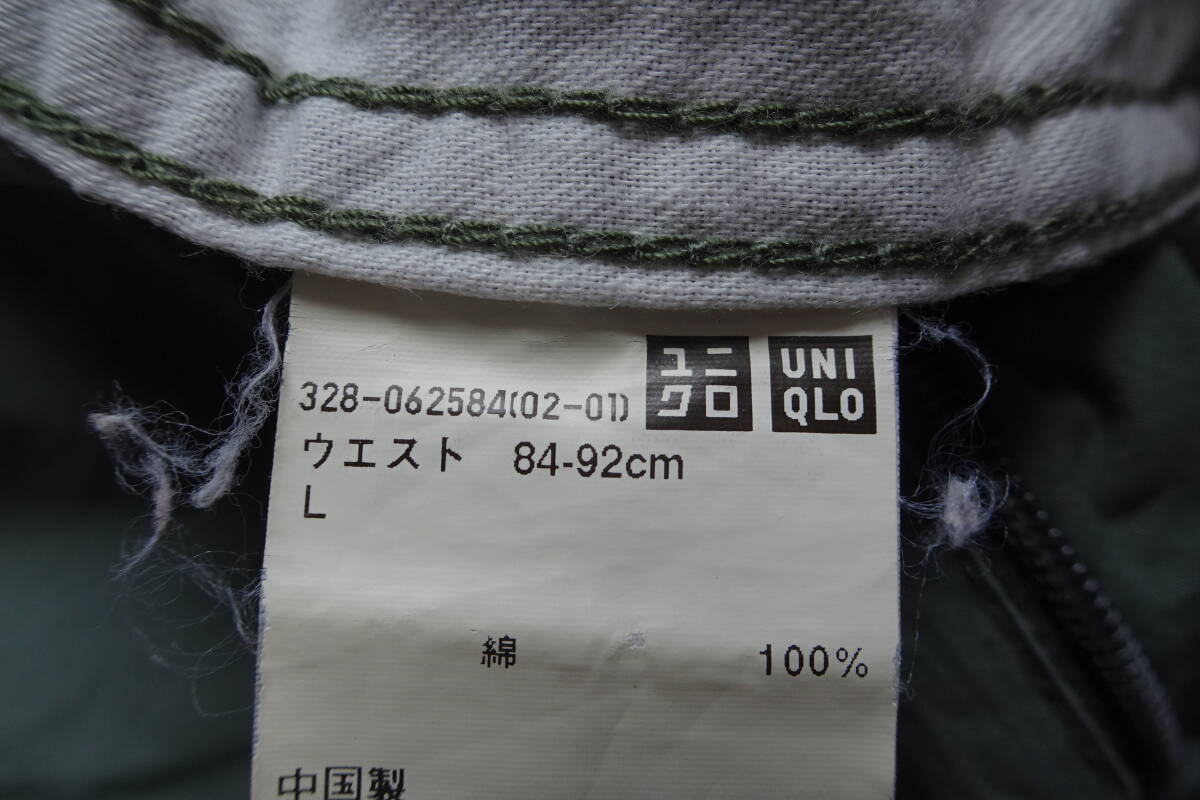 ユニ
クロ
UNI
QLO
328-062584(02-01)
ウエスト 84-92cm
L
綿 100%
中国製